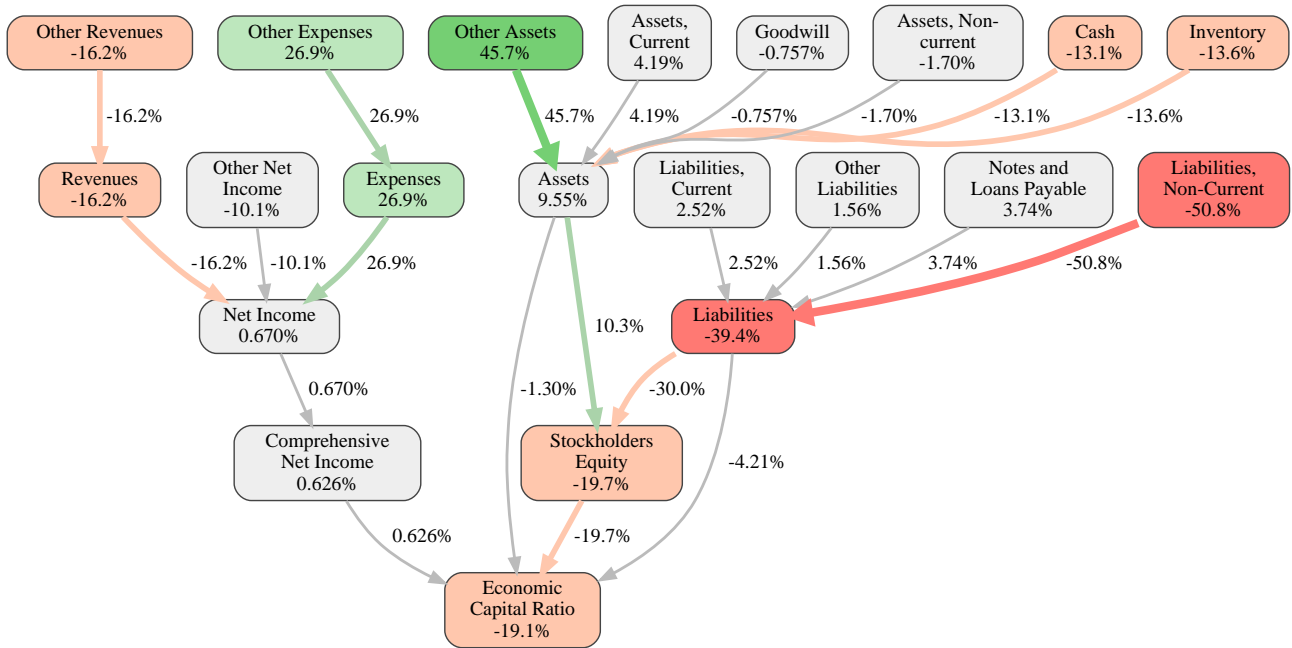 Other Revenues
-16.2%
Other Expenses
26.9%
Other Assets
45.7%
Assets,
Current
4.19%
Goodwill
-0.757%
Assets, Non-
current
-1.70%
Cash
-13.1%
Inventory
-13.6%
-16.2%
26.9%
45.7%
4.19%
-0.757%
-1.70%
-13.1%
-13.6%
Revenues
-16.2%
Other Net
Income
-10.1%
Expenses
26.9%
Assets
9.55%
Liabilities,
Current
2.52%
Other
Liabilities
1.56%
Notes and
Loans Payable
3.74%
Liabilities,
Non-Current
-50.8%
-16.2%
-10.1%
26.9%
2.52%
1.56%
3.74%
-50.8%
Net Income
0.670%
10.3%
Liabilities
-39.4%
0.670%
-1.30%
-30.0%
Comprehensive
Net Income
0.626%
Stockholders
Equity
-19.7%
-4.21%
0.626%
-19.7%
Economic
Capital Ratio
-19.1%